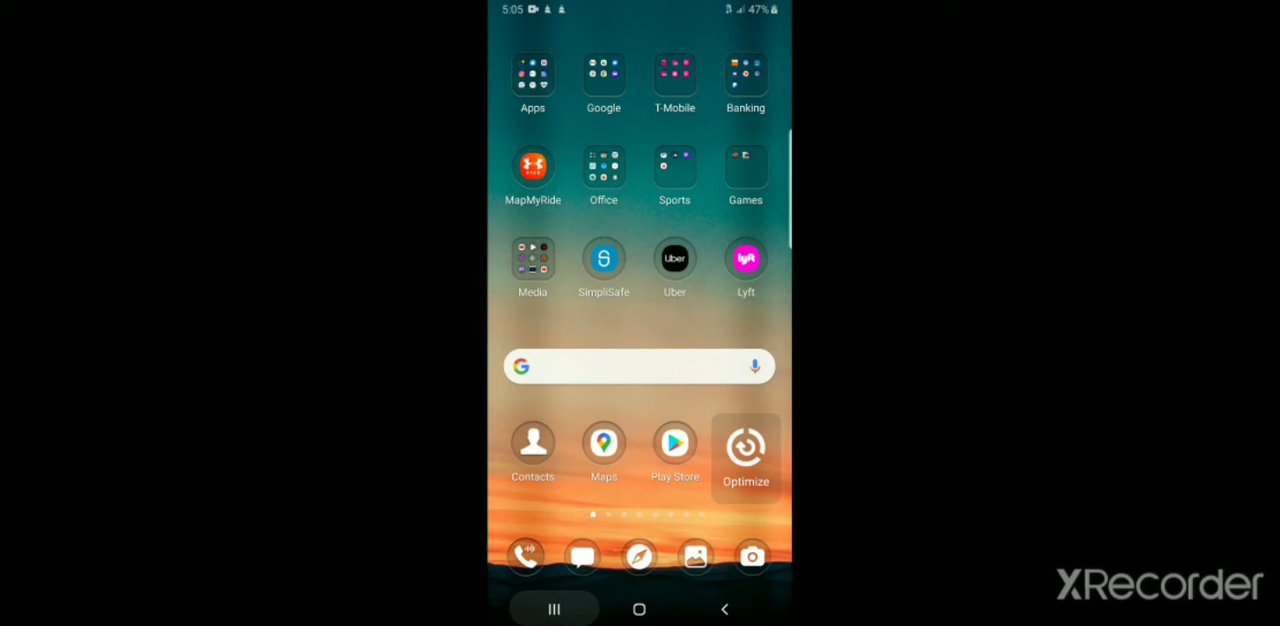 5:05
47%
Apps Google T-Mobile Banking
MapMyRide Office Sports Games
Uber
lyft
Media SimpliSafe Uber Lyft
Contacts Maps Play Store Optimize
XRecorder